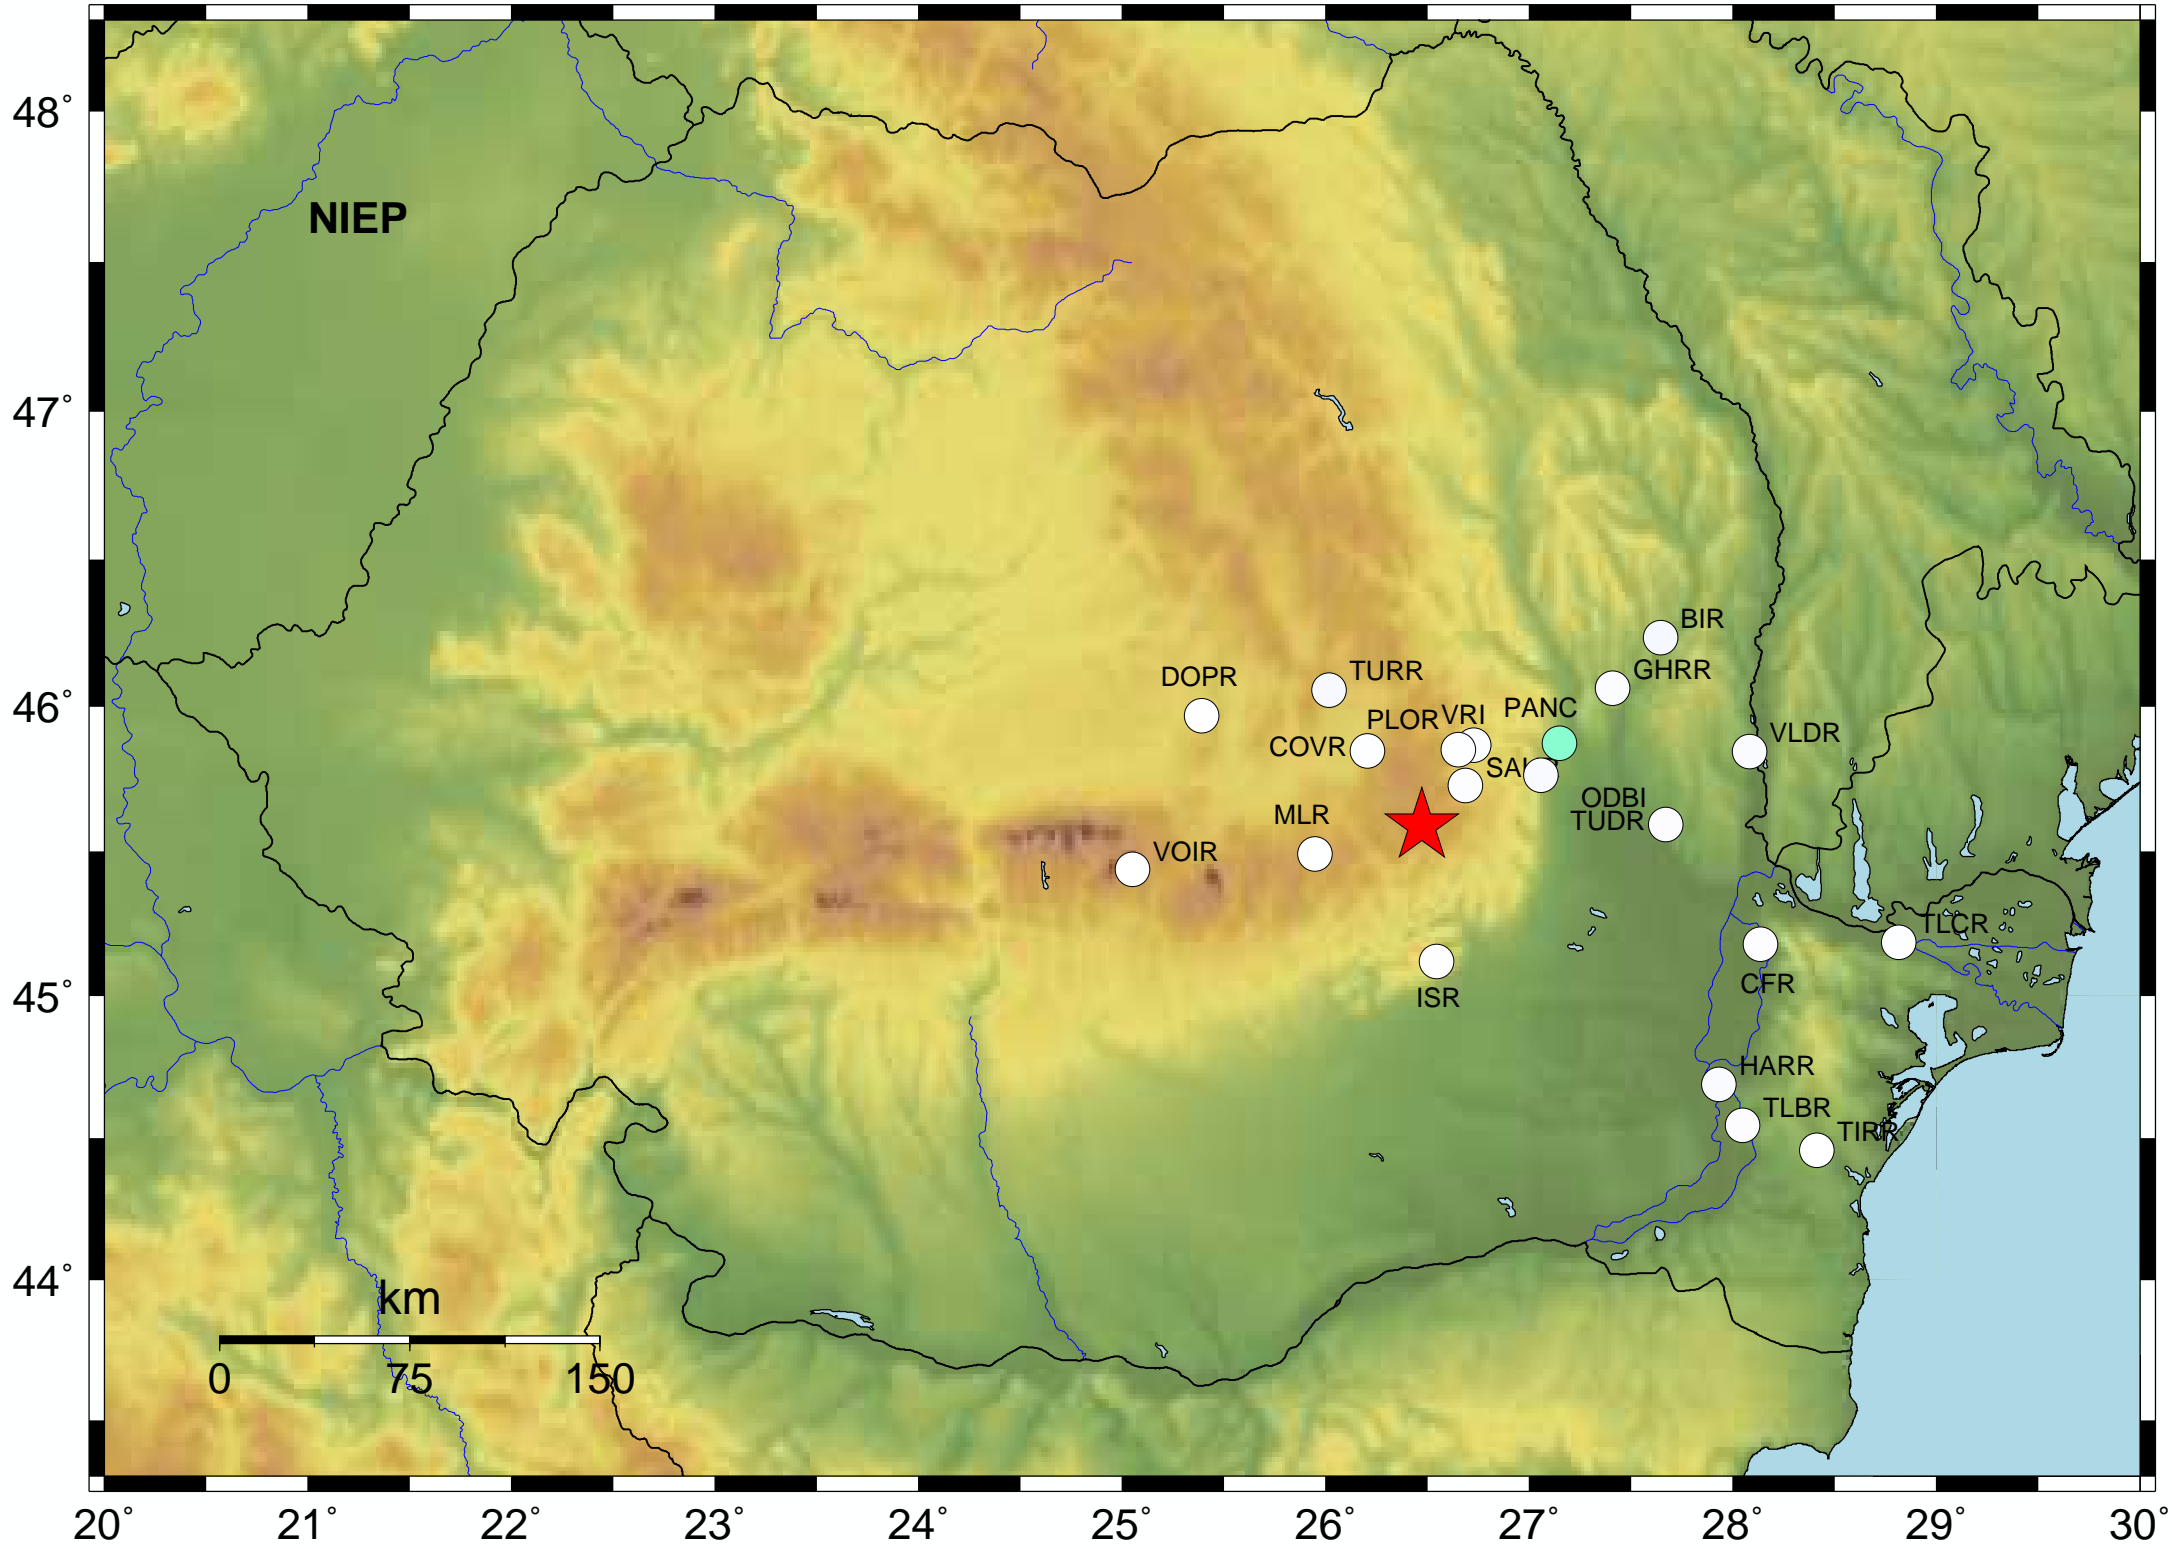 48°
NIEP
47°
BIR
GHRR
46°
DOPR
TURR
PLOR
VRI
PANC
COVR
VLDR
MLR
ODBI
TUDR
VOIR
TLCR
45°
ISR
CFR
HARR
TLBR
TIRR
44°
km
0 75 150
20° 21° 22° 23° 24° 25° 26° 27° 28° 29° 30°